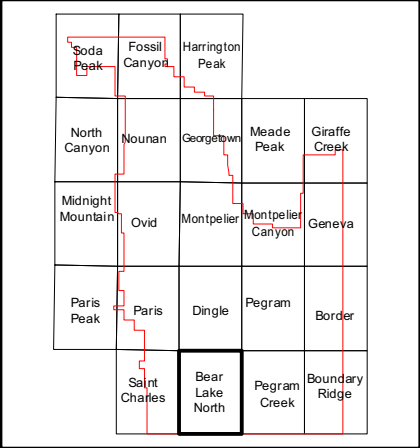 Soda
Peak
Fossil
Canyon
Harrington
Peak
North
Canyon
Nounan
Georgetown
Meade
Peak
Giraffe
Creek
Midnight
Mountain
Ovid
Montpelier
Montpelier
Canyon
Geneva
Paris
Peak
Paris
Dingle
Pegram
Border
Saint
Charles
Bear
Lake
North
Pegram
Creek
Boundary
Ridge